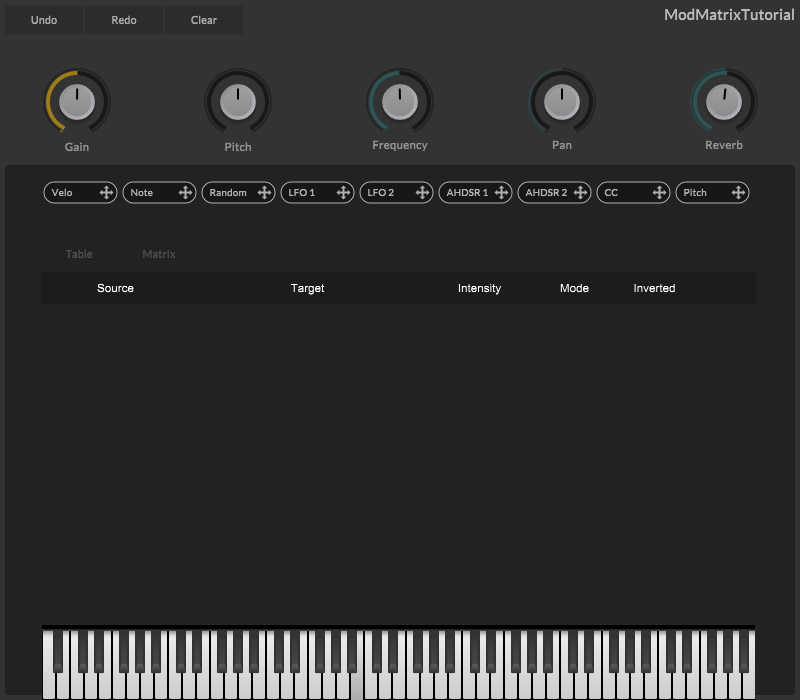 Undo Redo Clear ModMatrixTutorial
Gain Pitch Frequency Pan Reverb
Velo Note Random LFO 1 LFO 2 AHDSR 1 AHDSR 2 CC Pitch
Table Matrix
Source Target Intensity Mode Inverted